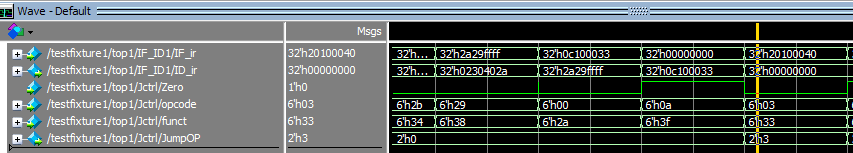 Wave - Default
Msgs
/testfixture1/top1/IF_ID1/IF_ir 32'h20100040 32'h... 32'h2a29ffff 32'h0c100033 32'h00000000 32'h20100040
/testfixture1/top1/IF_ID1/ID_ir 32'h00000000 32'h... 32'h0230402a 32'h2a29ffff 32'h0c100033 32'h00000000
/testfixture1/top1/Jctrl/Zero 1'h0
/testfixture1/top1/Jctrl/opcode 6'h03 6'h2b 6'h29 6'h00 6'h0a 6'h03
/testfixture1/top1/Jctrl/funct 6'h33 6'h34 6'h38 6'h2a 6'h3f 6'h33
/testfixture1/top1/Jctrl/JumpOP 2'h3 2'h0 2'h3